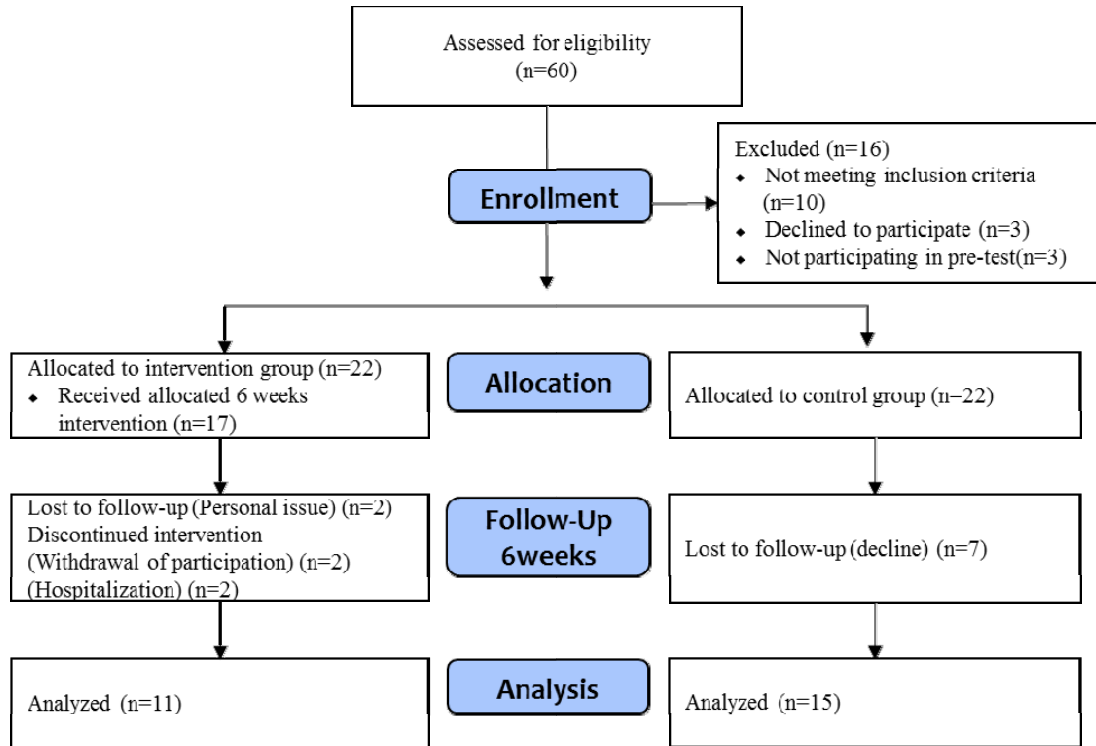 Assessed for eligibility
(n=60)
Enrollment
Excluded (n=16)
⬥ Not meeting inclusion criteria
(n=10)
⬥ Declined to participate (n=3)
⬥ Not participating in pre-test(n=3)
Allocated to intervention group (n=22)
⬥ Received allocated 6 weeks
intervention (n=17)
Allocation
Allocated to control group (n=22)
Lost to follow-up (Personal issue) (n=2)
Discontinued intervention
(Withdrawal of participation) (n=2)
(Hospitalization) (n=2)
Follow-Up
6weeks
Lost to follow-up (decline) (n=7)
Analyzed (n=11)
Analysis
Analyzed (n=15)